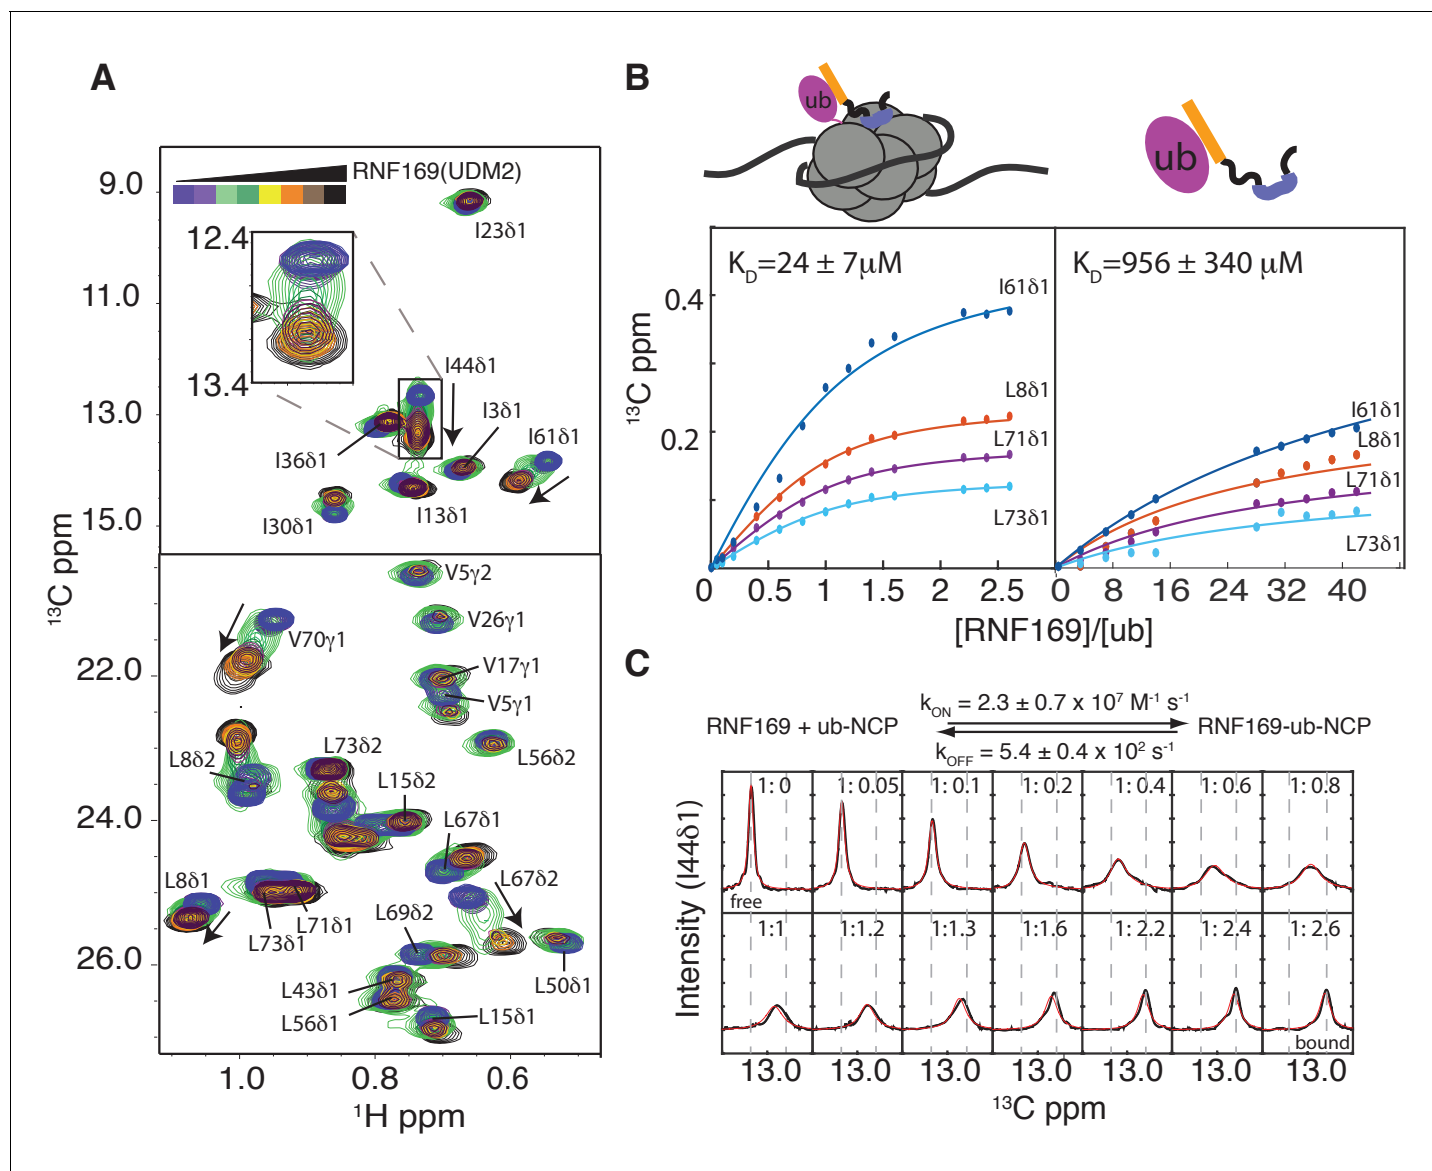 A
RNF169(UDM2)
9.0
11.0
13.0
15.0
12.4
13.4
I23δ1
I44δ1
I3δ1
I61δ1
I36δ1
I13δ1
I30δ1
¹³C ppm
22.0
24.0
26.0
V5γ2
V26γ1
V70γ1
V17γ1
V5γ1
L56δ2
L8δ2
L73δ2
L15δ2
L67δ1
L8δ1
L67δ2
L71δ1
L73δ1
L69δ2
L50δ1
L43δ1
L56δ1
L15δ1
1.0 0.8 0.6
¹H ppm
B
ub
ub
K_D=24 ± 7μM
K_D=956 ± 340 μM
0.4
0.2
¹³C ppm
I61δ1
L8δ1
L71δ1
L73δ1
I61δ1
L8δ1
L71δ1
L73δ1
0 0.5 1 1.5 2 2.5
0 8 16 24 32 40
[RNF169]/[ub]
C
k_ON = 2.3 ± 0.7 x 10⁷ M⁻¹ s⁻¹
RNF169 + ub-NCP RNF169-ub-NCP
k_OFF = 5.4 ± 0.4 x 10² s⁻¹
Intensity (I44δ1)
1: 0 1: 0.05 1: 0.1 1: 0.2 1: 0.4 1: 0.6 1: 0.8
free
1:1 1:1.2 1:1.3 1:1.6 1: 2.2 1: 2.4 1: 2.6
bound
13.0 13.0 13.0 13.0 13.0 13.0 13.0
¹³C ppm